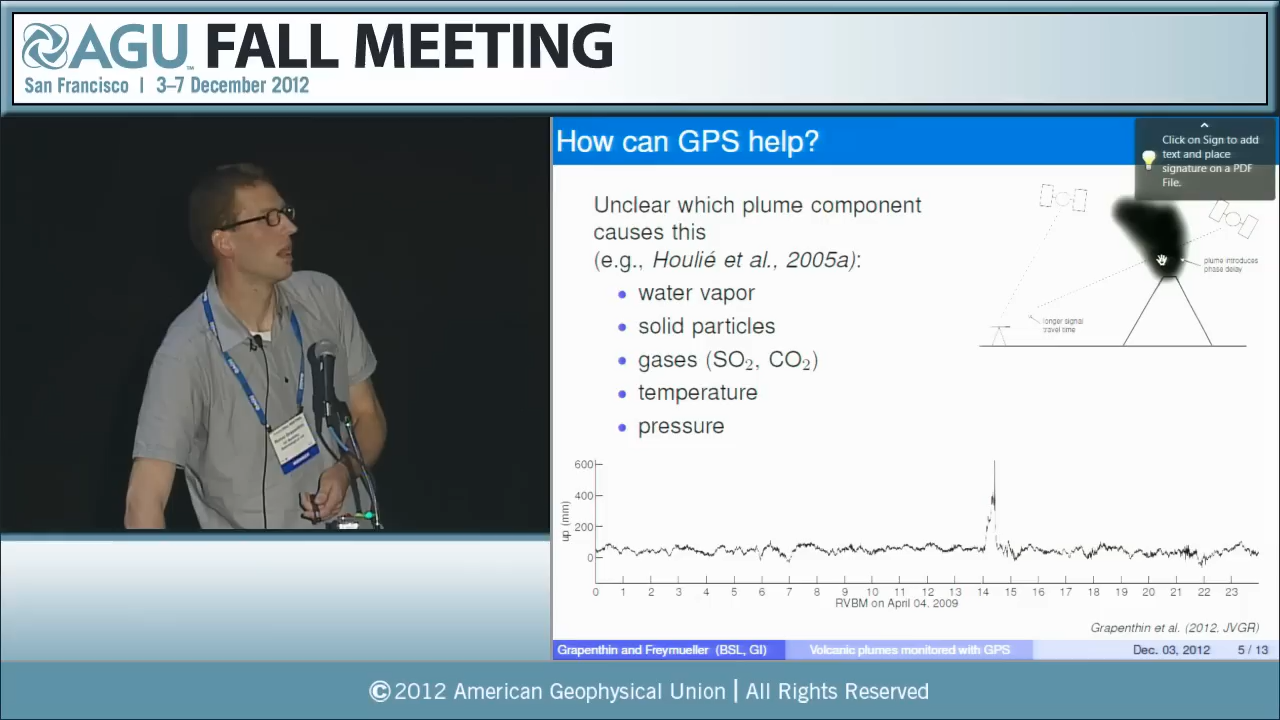 AGU FALL MEETING
San Francisco | 3–7 December 2012
How can GPS help?
Click on Sign to add
text and place
signature on a PDF
File.
Unclear which plume component
causes this
(e.g., Houlié et al., 2005a):
• water vapor
• solid particles
• gases (SO₂, CO₂)
• temperature
• pressure
plume introduces
phase delay
longer signal
travel time
600
400
200
0
up (mm)
0 1 2 3 4 5 6 7 8 9 10 11 12 13 14 15 16 17 18 19 20 21 22 23
RVBM on April 04, 2009
Grapenthin et al. (2012, JVGR)
Grapenthin and Freymueller (BSL, GI) Volcanic plumes monitored with GPS Dec. 03, 2012 5 / 13
©2012 American Geophysical Union | All Rights Reserved